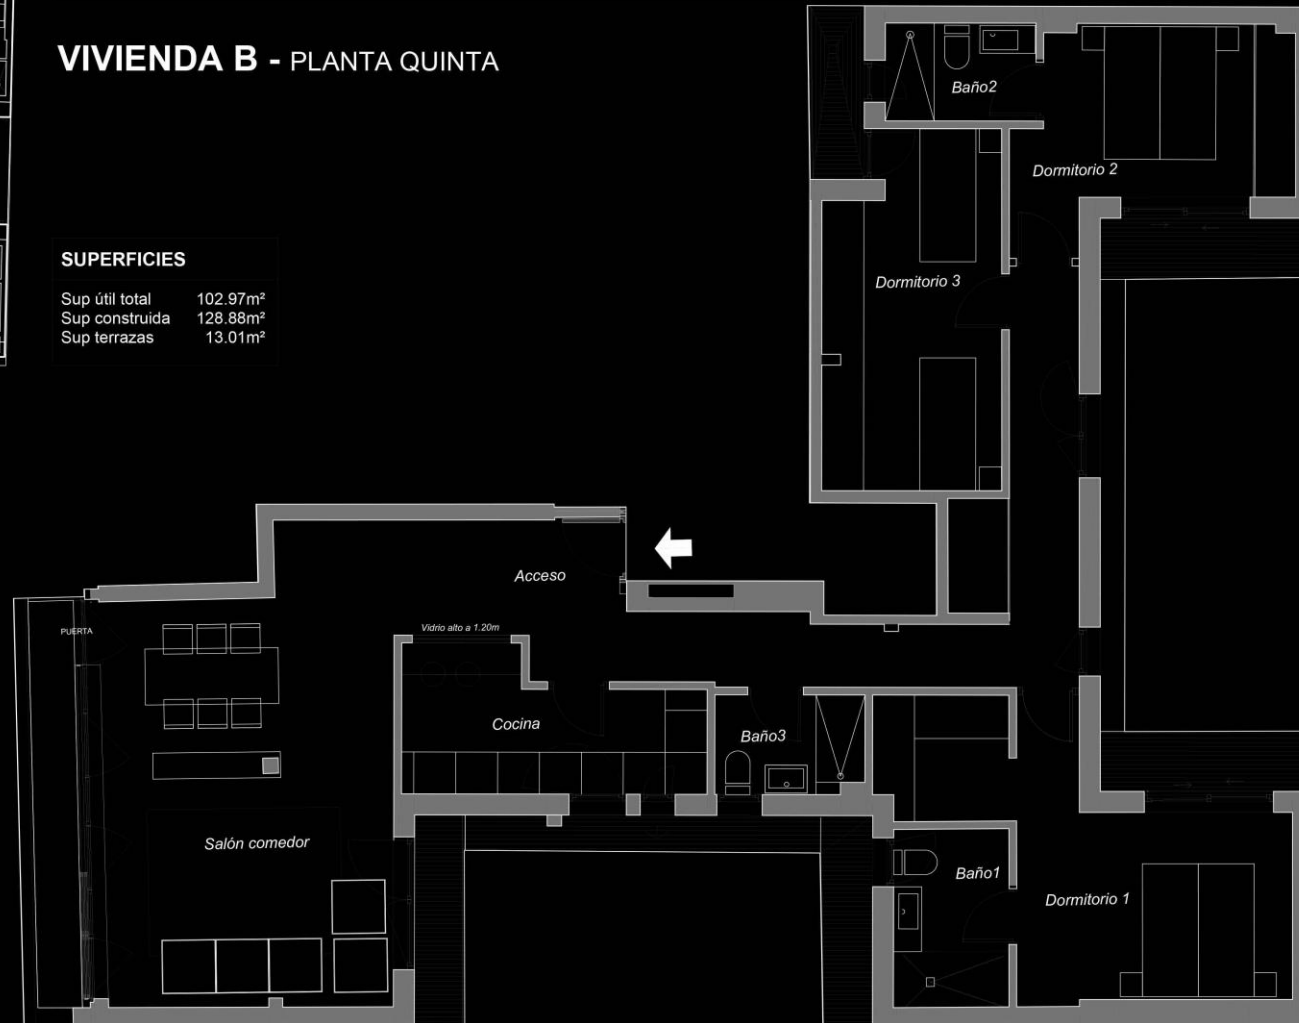 VIVIENDA B - PLANTA QUINTA
SUPERFICIES
Sup útil total 102.97m²
Sup construida 128.88m²
Sup terrazas 13.01m²
Baño2
Dormitorio 2
Dormitorio 3
Acceso
PUERTA
Vidrio alto a 1.20m
Cocina
Baño3
Salón comedor
Baño1
Dormitorio 1